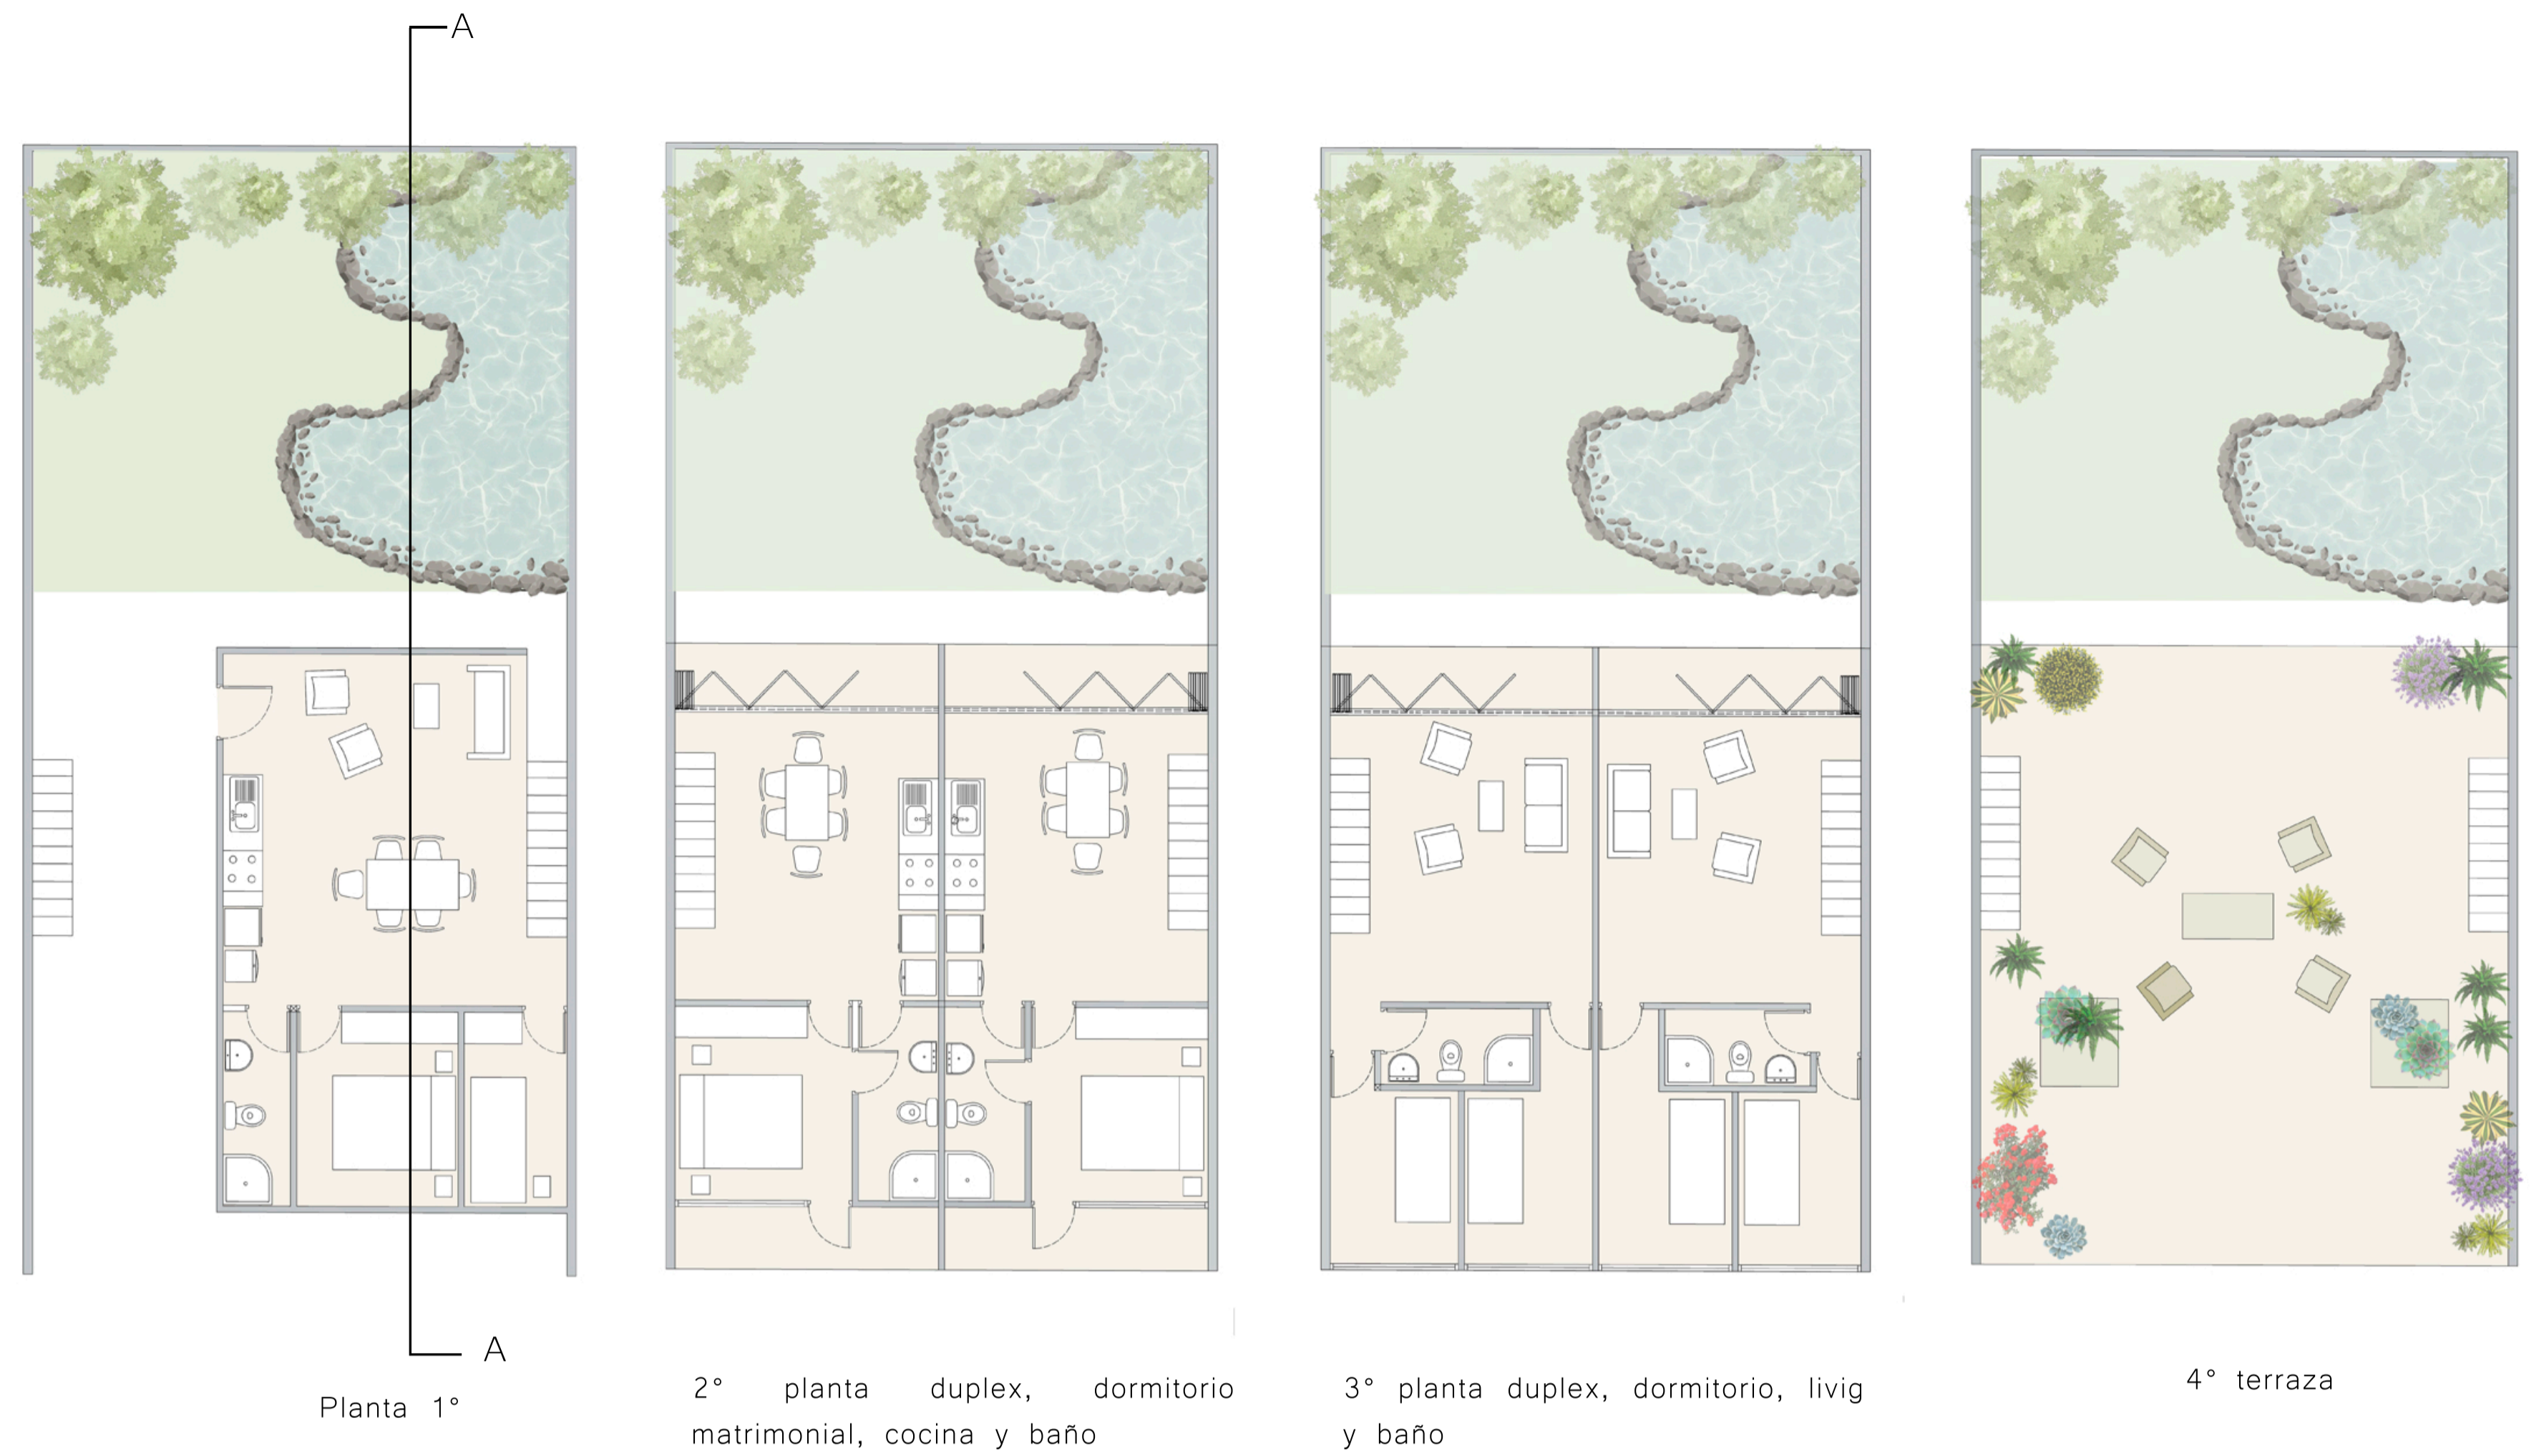 A
A
Planta 1°
2° planta duplex, dormitorio
matrimonial, cocina y baño
3° planta duplex, dormitorio, livig
y baño
4° terraza